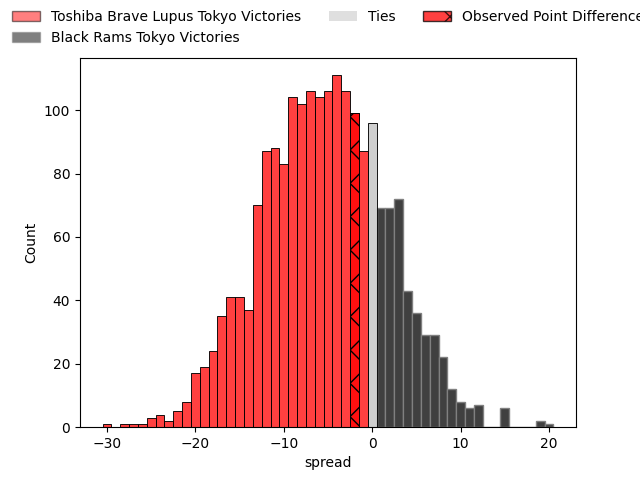 Toshiba Brave Lupus Tokyo Victories
Ties
Observed Point Difference
Black Rams Tokyo Victories
Count
100
80
60
40
20
0
−30
−20
−10
0
10
20
spread